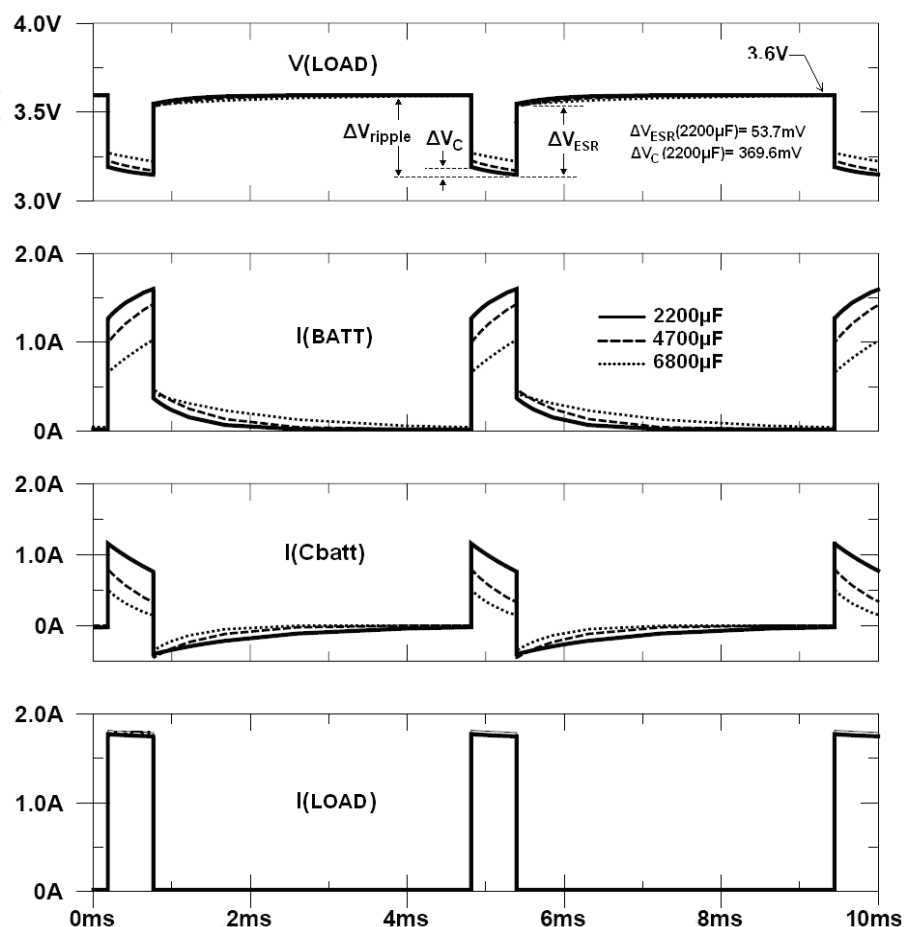 4.0V
3.6V
V(LOAD)
3.5V
ΔVripple
ΔVC
ΔVESR
ΔVESR(2200µF)= 53.7mV
ΔVC (2200µF)= 369.6mV
3.0V
2.0V
2200µF
4700µF
6800µF
1.0A
I(BATT)
0A
2.0A
1.0A
I(Cbatt)
0A
2.0A
1.0A
I(LOAD)
0A
0ms 2ms 4ms 6ms 8ms 10ms